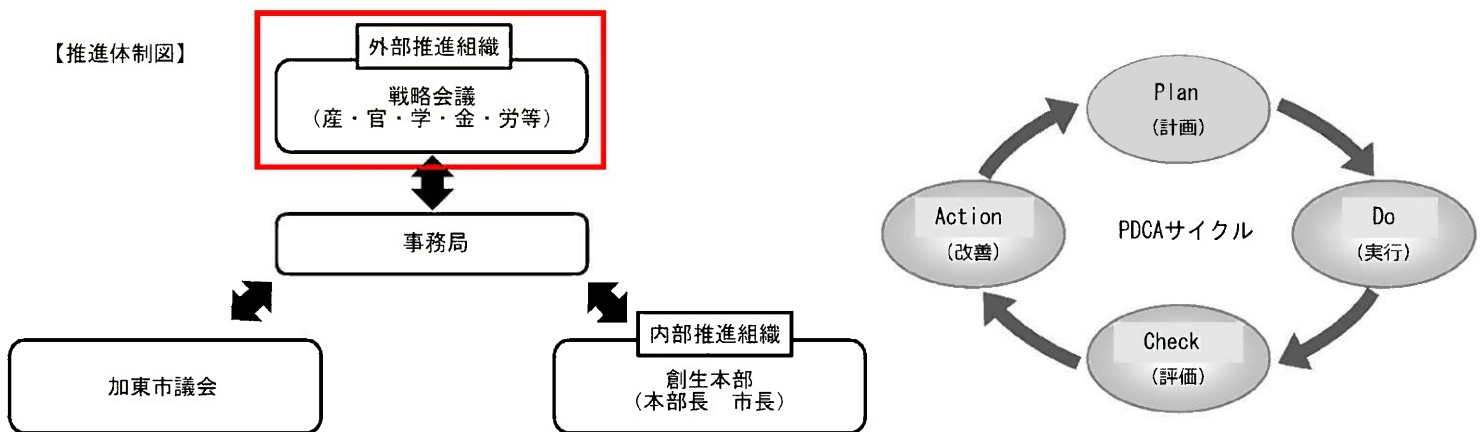 【推進体制図】
外部推進組織
戦略会議
（産・官・学・金・労等）
事務局
加東市議会
内部推進組織
創生本部
（本部長　市長）
Plan
（計画）
Do
（実行）
Check
（評価）
Action
（改善）
PDCAサイクル